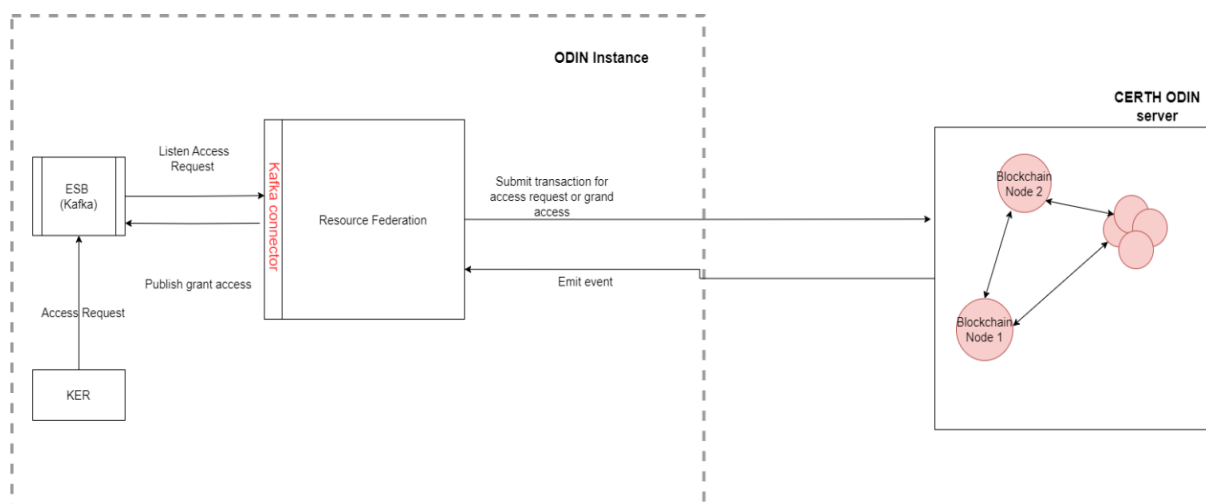 ODIN Instance
CERTH ODIN
server
Listen Access
Request
ESB
(Kafka)
Kafka connector
Resource Federation
Submit transaction for
access request or grand
access
Blockchain
Node 2
Publish grant access
Emit event
Access Request
Blockchain
Node 1
KER